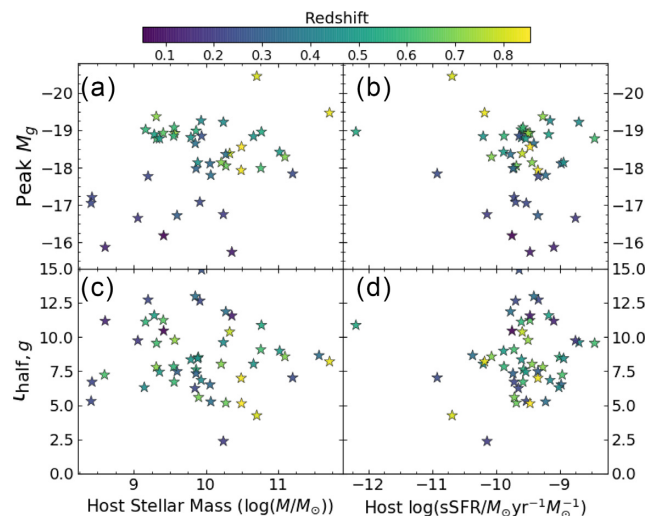 Redshift
0.1 0.2 0.3 0.4 0.5 0.6 0.7 0.8
(a) (b)
Peak M_g
-20 -20
-19 -19
-18 -18
-17 -17
-16 -16
15.0 15.0
(c) (d)
t_half, g
12.5 12.5
10.0 10.0
7.5 7.5
5.0 5.0
2.5 2.5
0.0 0.0
9 10 11 -12 -11 -10 -9
Host Stellar Mass (log(M/M⊙)) Host log(sSFR/M⊙yr⁻¹M⊙⁻¹)